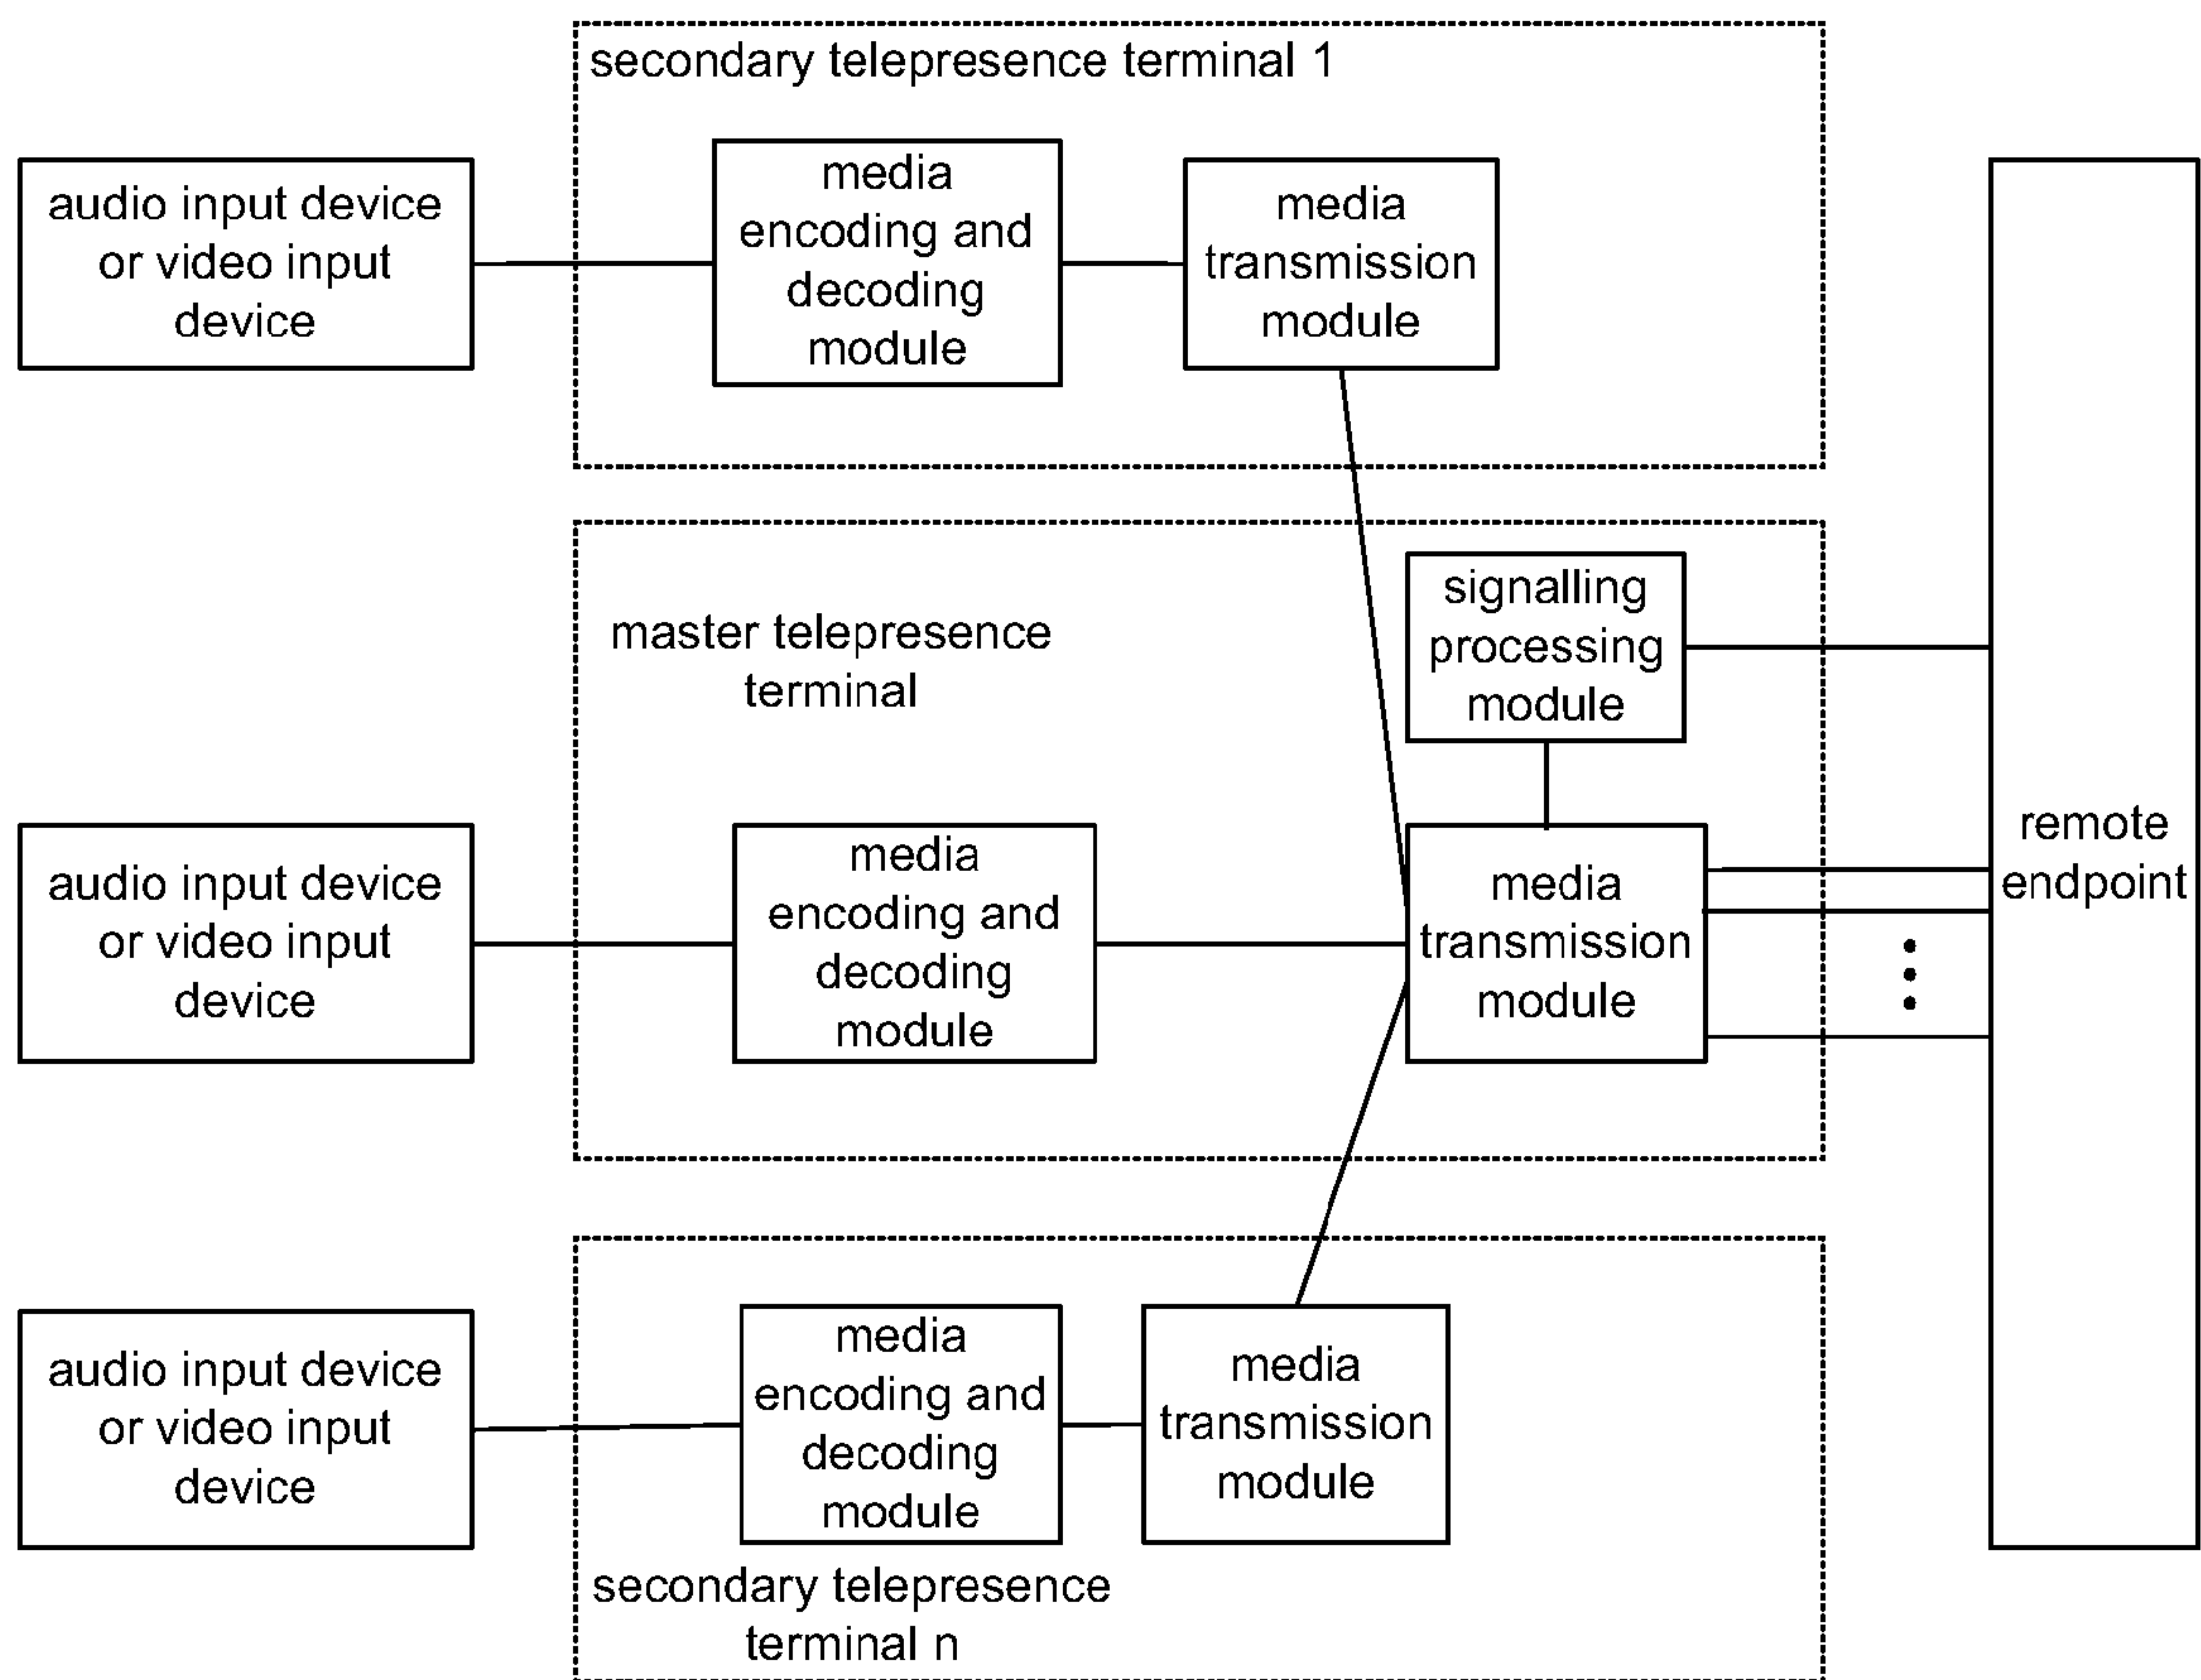 secondary telepresence terminal 1
audio input device
or video input
device
media
encoding and
decoding
module
media
transmission
module
master telepresence
terminal
signalling
processing
module
audio input device
or video input
device
media
encoding and
decoding
module
media
transmission
module
remote
endpoint
audio input device
or video input
device
media
encoding and
decoding
module
media
transmission
module
secondary telepresence
terminal n